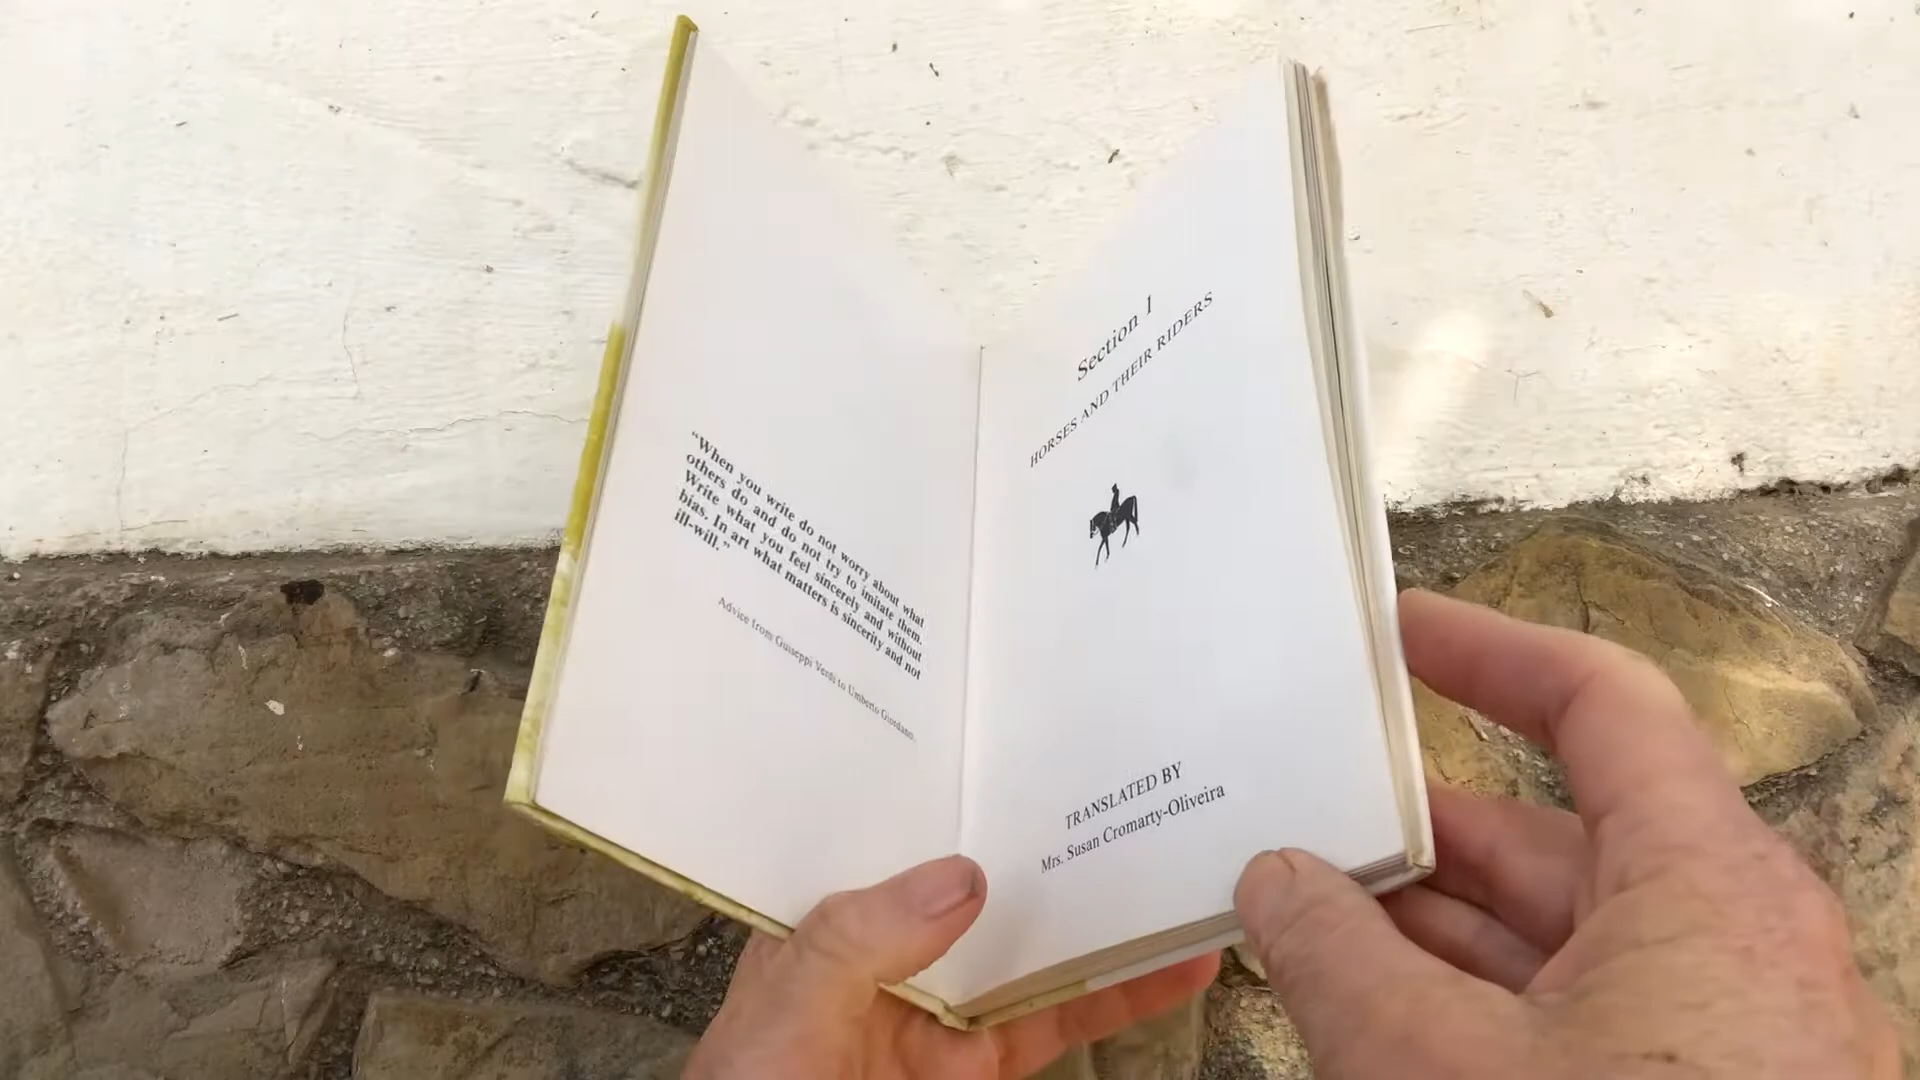 “When you write do not worry about what
others do and do not try to imitate them.
Write what you feel sincerely and without
bias. In art what matters is sincerity and not
ill-will.”
Advice from Guiseppi Verdi to Umberto Giordano.
Section 1
HORSES AND THEIR RIDERS
TRANSLATED BY
Mrs. Susan Cromarty-Oliveira